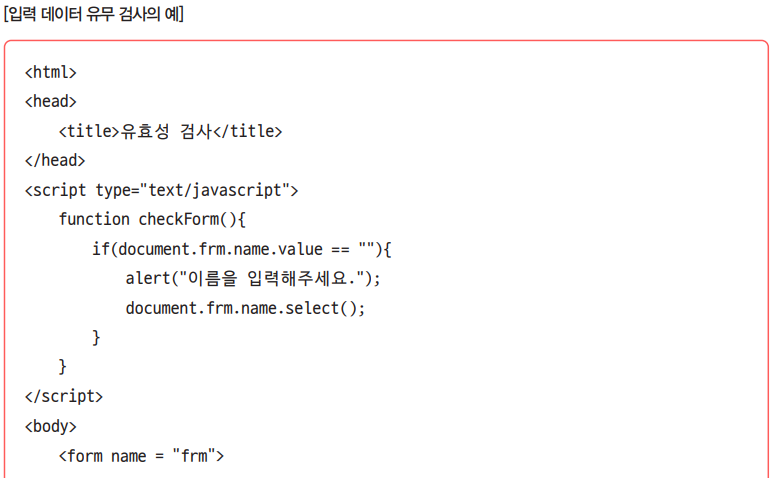 [입력 데이터 유무 검사의 예]
<html>
<head>
<title>유효성 검사</title>
</head>
<script type="text/javascript">
function checkForm(){
if(document.frm.name.value == ""){
alert("이름을 입력해주세요.");
document.frm.name.select();
}
}
</script>
<body>
<form name = "frm">